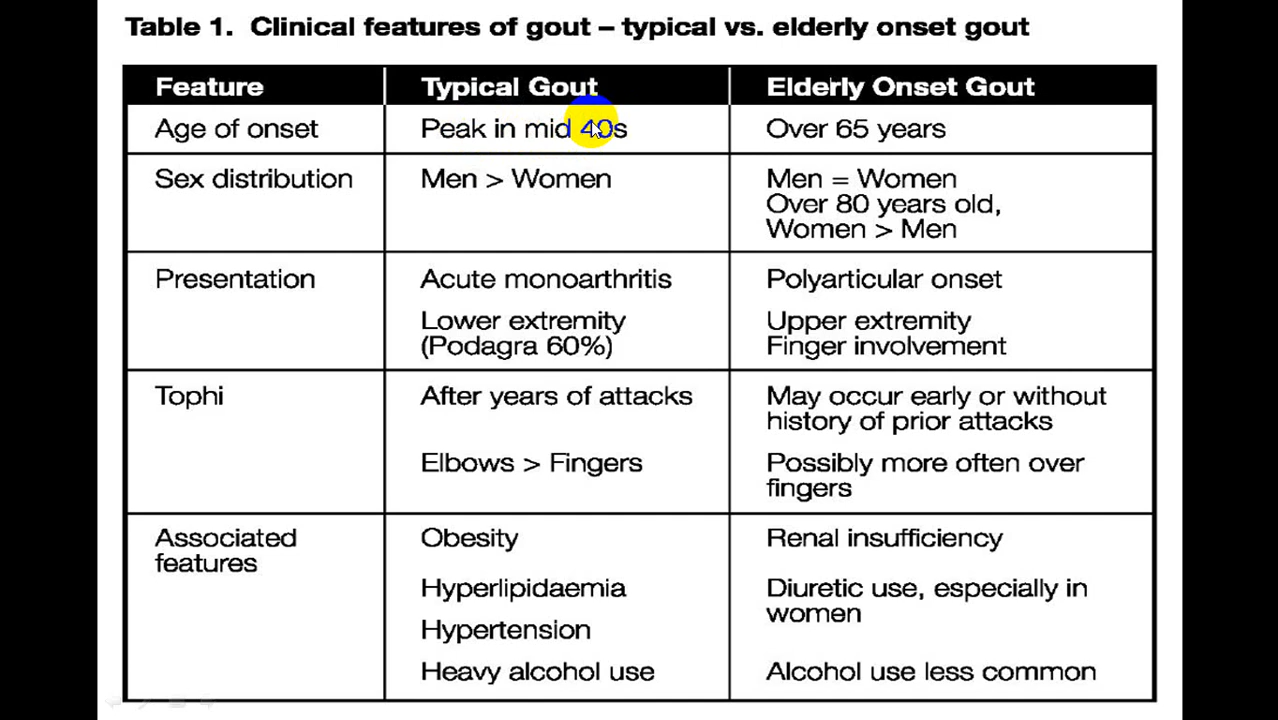 Table 1. Clinical features of gout – typical vs. elderly onset gout
Feature Typical Gout Elderly Onset Gout
Age of onset Peak in mid 40s Over 65 years
Sex distribution Men > Women Men = Women
Over 80 years old,
Women > Men
Presentation Acute monoarthritis Polyarticular onset
Lower extremity Upper extremity
(Podagra 60%) Finger involvement
Tophi After years of attacks May occur early or without
history of prior attacks
Elbows > Fingers Possibly more often over
fingers
Associated Obesity Renal insufficiency
features
Hyperlipidaemia Diuretic use, especially in
women
Hypertension
Heavy alcohol use Alcohol use less common